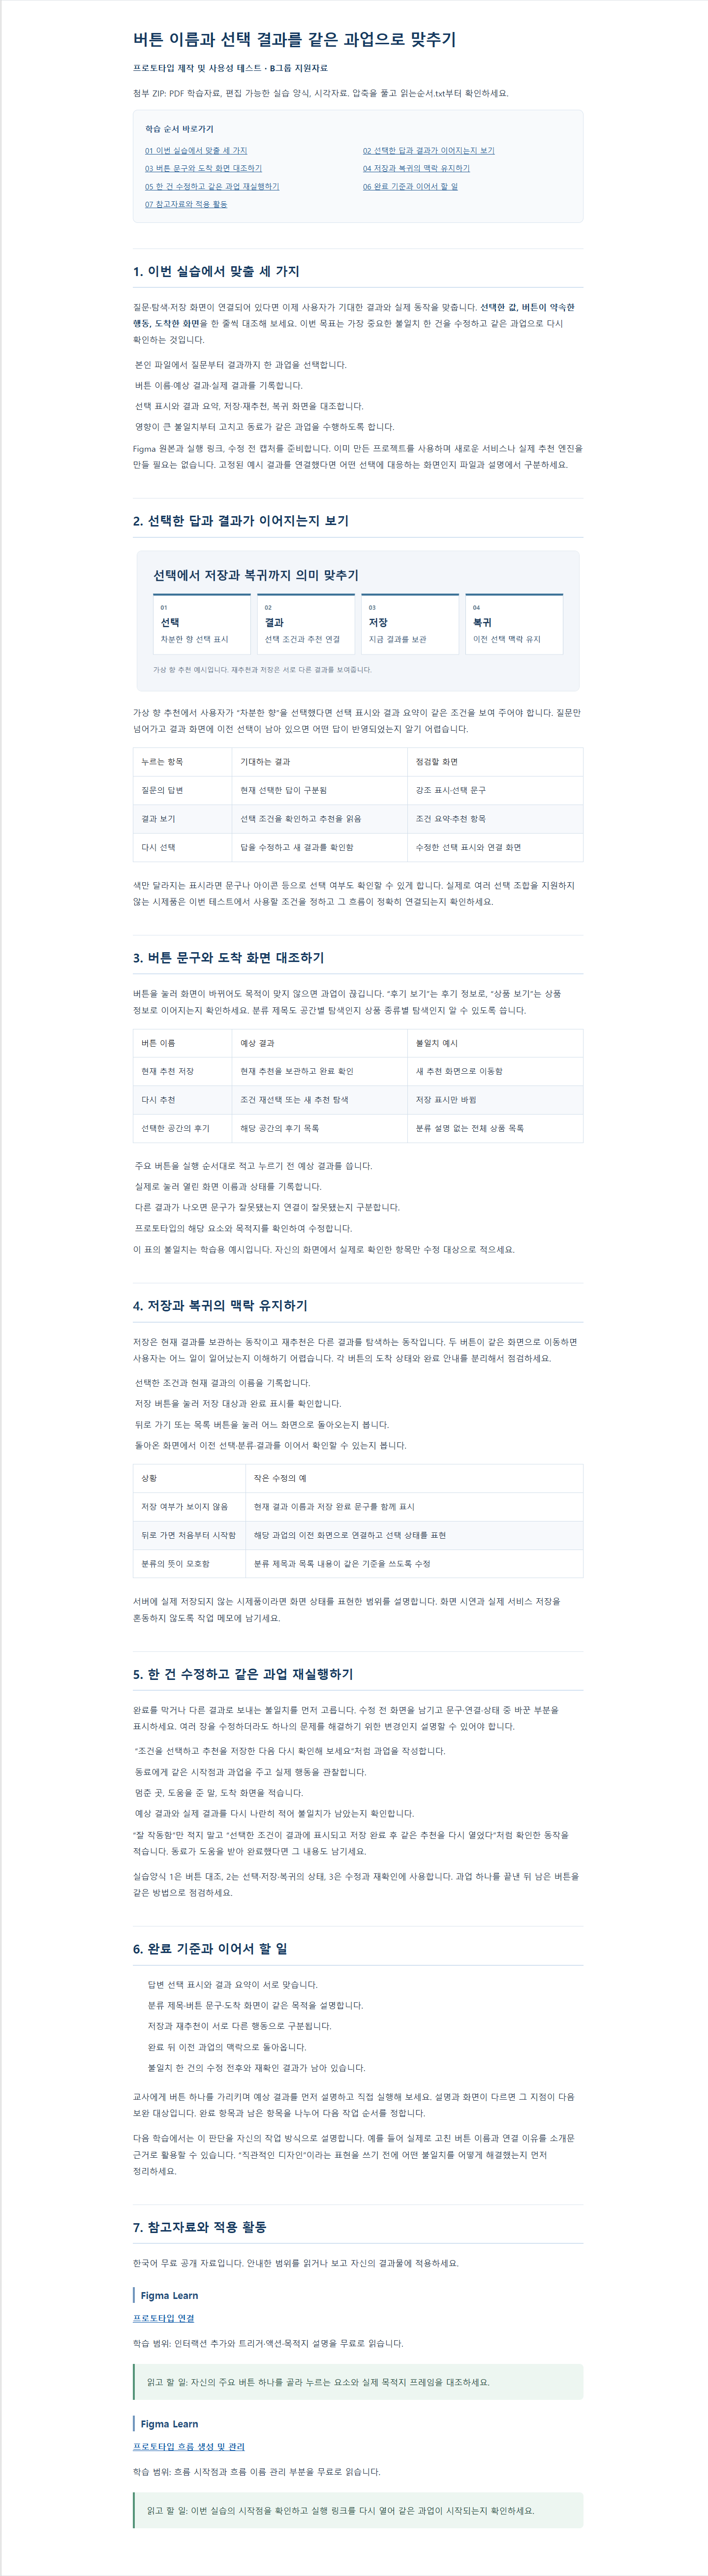 버튼 이름과 선택 결과를 같은 과업으로 맞추기
프로토타입 제작 및 사용성 테스트 · B그룹 지원자료
첨부 ZIP: PDF 학습자료, 편집 가능한 실습 양식, 시각자료. 압축을 풀고 읽는순서.txt부터 확인하세요.
학습 순서 바로가기
01 이번 실습에서 맞출 세 가지
02 선택한 답과 결과가 이어지는지 보기
03 버튼 문구와 도착 화면 대조하기
04 저장과 복귀의 맥락 유지하기
05 한 건 수정하고 같은 과업 재실행하기
06 완료 기준과 이어서 할 일
07 참고자료와 적용 활동
1. 이번 실습에서 맞출 세 가지
질문·탐색·저장 화면이 연결되어 있다면 이제 사용자가 기대한 결과와 실제 동작을 맞춥니다. 선택한 값, 버튼이 약속한
행동, 도착한 화면을 한 줄씩 대조해 보세요. 이번 목표는 가장 중요한 불일치 한 건을 수정하고 같은 과업으로 다시
확인하는 것입니다.
본인 파일에서 질문부터 결과까지 한 과업을 선택합니다.
버튼 이름·예상 결과·실제 결과를 기록합니다.
선택 표시와 결과 요약, 저장·재추천, 복귀 화면을 대조합니다.
영향이 큰 불일치부터 고치고 동료가 같은 과업을 수행하도록 합니다.
Figma 원본과 실행 링크, 수정 전 캡처를 준비합니다. 이미 만든 프로젝트를 사용하며 새로운 서비스나 실제 추천 엔진을
만들 필요는 없습니다. 고정된 예시 결과를 연결했다면 어떤 선택에 대응하는 화면인지 파일과 설명에서 구분하세요.
2. 선택한 답과 결과가 이어지는지 보기
선택에서 저장과 복귀까지 의미 맞추기
01
선택
차분한 향 선택 표시
02
결과
선택 조건과 추천 연결
03
저장
지금 결과를 보관
04
복귀
이전 선택 맥락 유지
가상 향 추천 예시입니다. 재추천과 저장은 서로 다른 결과를 보여줍니다.
가상 향 추천에서 사용자가 “차분한 향”을 선택했다면 선택 표시와 결과 요약이 같은 조건을 보여 주어야 합니다. 질문만
넘어가고 결과 화면에 이전 선택이 남아 있으면 어떤 답이 반영되었는지 알기 어렵습니다.
누르는 항목 기대하는 결과 점검할 화면
질문의 답변 현재 선택한 답이 구분됨 강조 표시·선택 문구
결과 보기 선택 조건을 확인하고 추천을 읽음 조건 요약·추천 항목
다시 선택 답을 수정하고 새 결과를 확인함 수정한 선택 표시와 연결 화면
색만 달라지는 표시라면 문구나 아이콘 등으로 선택 여부도 확인할 수 있게 합니다. 실제로 여러 선택 조합을 지원하지
않는 시제품은 이번 테스트에서 사용할 조건을 정하고 그 흐름이 정확히 연결되는지 확인하세요.
3. 버튼 문구와 도착 화면 대조하기
버튼을 눌러 화면이 바뀌어도 목적이 맞지 않으면 과업이 끊깁니다. “후기 보기”는 후기 정보로, “상품 보기”는 상품
정보로 이어지는지 확인하세요. 분류 제목도 공간별 탐색인지 상품 종류별 탐색인지 알 수 있도록 씁니다.
버튼 이름 예상 결과 불일치 예시
현재 추천 저장 현재 추천을 보관하고 완료 확인 새 추천 화면으로 이동함
다시 추천 조건 재선택 또는 새 추천 탐색 저장 표시만 바뀜
선택한 공간의 후기 해당 공간의 후기 목록 분류 설명 없는 전체 상품 목록
주요 버튼을 실행 순서대로 적고 누르기 전 예상 결과를 씁니다.
실제로 눌러 열린 화면 이름과 상태를 기록합니다.
다른 결과가 나오면 문구가 잘못됐는지 연결이 잘못됐는지 구분합니다.
프로토타입의 해당 요소와 목적지를 확인하여 수정합니다.
이 표의 불일치는 학습용 예시입니다. 자신의 화면에서 실제로 확인한 항목만 수정 대상으로 적으세요.
4. 저장과 복귀의 맥락 유지하기
저장은 현재 결과를 보관하는 동작이고 재추천은 다른 결과를 탐색하는 동작입니다. 두 버튼이 같은 화면으로 이동하면
사용자는 어느 일이 일어났는지 이해하기 어렵습니다. 각 버튼의 도착 상태와 완료 안내를 분리해서 점검하세요.
선택한 조건과 현재 결과의 이름을 기록합니다.
저장 버튼을 눌러 저장 대상과 완료 표시를 확인합니다.
뒤로 가기 또는 목록 버튼을 눌러 어느 화면으로 돌아오는지 봅니다.
돌아온 화면에서 이전 선택·분류·결과를 이어서 확인할 수 있는지 봅니다.
상황 작은 수정의 예
저장 여부가 보이지 않음 현재 결과 이름과 저장 완료 문구를 함께 표시
뒤로 가면 처음부터 시작함 해당 과업의 이전 화면으로 연결하고 선택 상태를 표현
분류의 뜻이 모호함 분류 제목과 목록 내용이 같은 기준을 쓰도록 수정
서버에 실제 저장되지 않는 시제품이라면 화면 상태를 표현한 범위를 설명합니다. 화면 시연과 실제 서비스 저장을
혼동하지 않도록 작업 메모에 남기세요.
5. 한 건 수정하고 같은 과업 재실행하기
완료를 막거나 다른 결과로 보내는 불일치를 먼저 고릅니다. 수정 전 화면을 남기고 문구·연결·상태 중 바꾼 부분을
표시하세요. 여러 장을 수정하더라도 하나의 문제를 해결하기 위한 변경인지 설명할 수 있어야 합니다.
“조건을 선택하고 추천을 저장한 다음 다시 확인해 보세요”처럼 과업을 작성합니다.
동료에게 같은 시작점과 과업을 주고 실제 행동을 관찰합니다.
멈춘 곳, 도움을 준 말, 도착 화면을 적습니다.
예상 결과와 실제 결과를 다시 나란히 적어 불일치가 남았는지 확인합니다.
“잘 작동함”만 적지 말고 “선택한 조건이 결과에 표시되고 저장 완료 후 같은 추천을 다시 열었다”처럼 확인한 동작을
적습니다. 동료가 도움을 받아 완료했다면 그 내용도 남기세요.
실습양식 1은 버튼 대조, 2는 선택·저장·복귀의 상태, 3은 수정과 재확인에 사용합니다. 과업 하나를 끝낸 뒤 남은 버튼을
같은 방법으로 점검하세요.
6. 완료 기준과 이어서 할 일
답변 선택 표시와 결과 요약이 서로 맞습니다.
분류 제목·버튼 문구·도착 화면이 같은 목적을 설명합니다.
저장과 재추천이 서로 다른 행동으로 구분됩니다.
완료 뒤 이전 과업의 맥락으로 돌아옵니다.
불일치 한 건의 수정 전후와 재확인 결과가 남아 있습니다.
교사에게 버튼 하나를 가리키며 예상 결과를 먼저 설명하고 직접 실행해 보세요. 설명과 화면이 다르면 그 지점이 다음
보완 대상입니다. 완료 항목과 남은 항목을 나누어 다음 작업 순서를 정합니다.
다음 학습에서는 이 판단을 자신의 작업 방식으로 설명합니다. 예를 들어 실제로 고친 버튼 이름과 연결 이유를 소개문
근거로 활용할 수 있습니다. “직관적인 디자인”이라는 표현을 쓰기 전에 어떤 불일치를 어떻게 해결했는지 먼저
정리하세요.
7. 참고자료와 적용 활동
한국어 무료 공개 자료입니다. 안내한 범위를 읽거나 보고 자신의 결과물에 적용하세요.
Figma Learn
프로토타입 연결
학습 범위: 인터랙션 추가와 트리거·액션·목적지 설명을 무료로 읽습니다.
읽고 할 일: 자신의 주요 버튼 하나를 골라 누르는 요소와 실제 목적지 프레임을 대조하세요.
Figma Learn
프로토타입 흐름 생성 및 관리
학습 범위: 흐름 시작점과 흐름 이름 관리 부분을 무료로 읽습니다.
읽고 할 일: 이번 실습의 시작점을 확인하고 실행 링크를 다시 열어 같은 과업이 시작되는지 확인하세요.